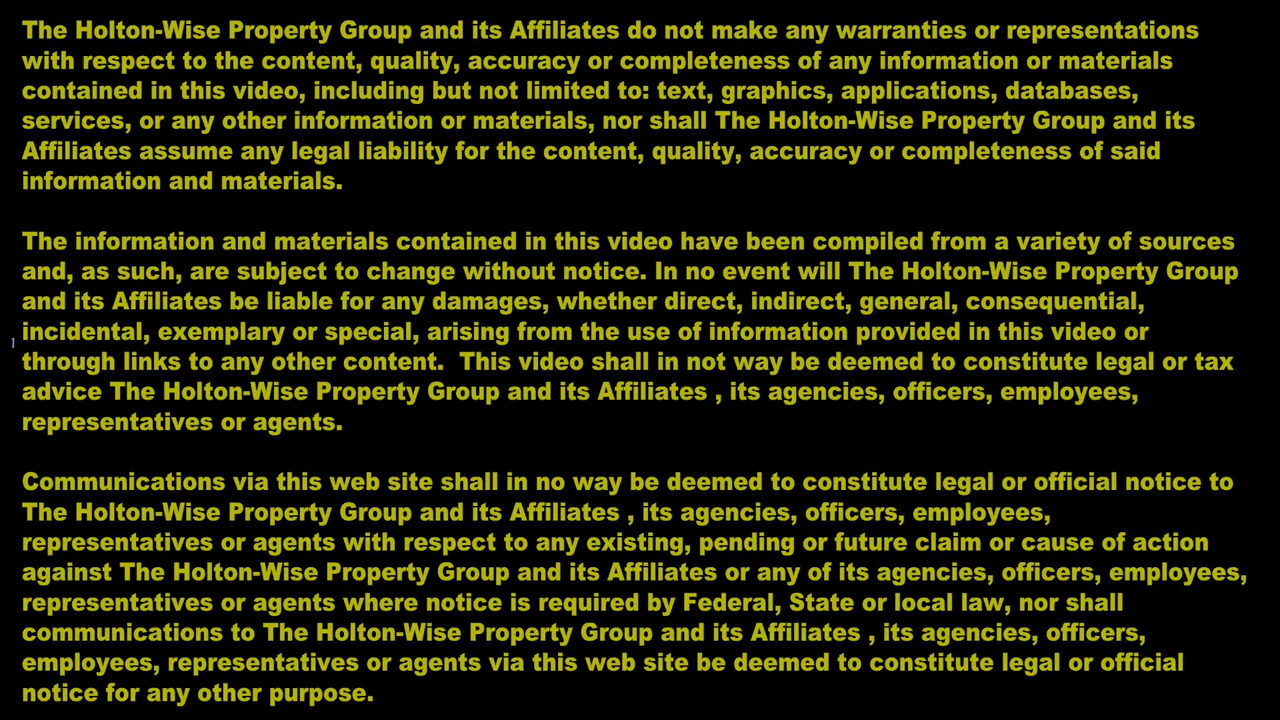 The Holton-Wise Property Group and its Affiliates do not make any warranties or representations
with respect to the content, quality, accuracy or completeness of any information or materials
contained in this video, including but not limited to: text, graphics, applications, databases,
services, or any other information or materials, nor shall The Holton-Wise Property Group and its
Affiliates assume any legal liability for the content, quality, accuracy or completeness of said
information and materials.
The information and materials contained in this video have been compiled from a variety of sources
and, as such, are subject to change without notice. In no event will The Holton-Wise Property Group
and its Affiliates be liable for any damages, whether direct, indirect, general, consequential,
incidental, exemplary or special, arising from the use of information provided in this video or
through links to any other content.  This video shall in not way be deemed to constitute legal or tax
advice The Holton-Wise Property Group and its Affiliates , its agencies, officers, employees,
representatives or agents.
Communications via this web site shall in no way be deemed to constitute legal or official notice to
The Holton-Wise Property Group and its Affiliates , its agencies, officers, employees,
representatives or agents with respect to any existing, pending or future claim or cause of action
against The Holton-Wise Property Group and its Affiliates or any of its agencies, officers, employees,
representatives or agents where notice is required by Federal, State or local law, nor shall
communications to The Holton-Wise Property Group and its Affiliates , its agencies, officers,
employees, representatives or agents via this web site be deemed to constitute legal or official
notice for any other purpose.